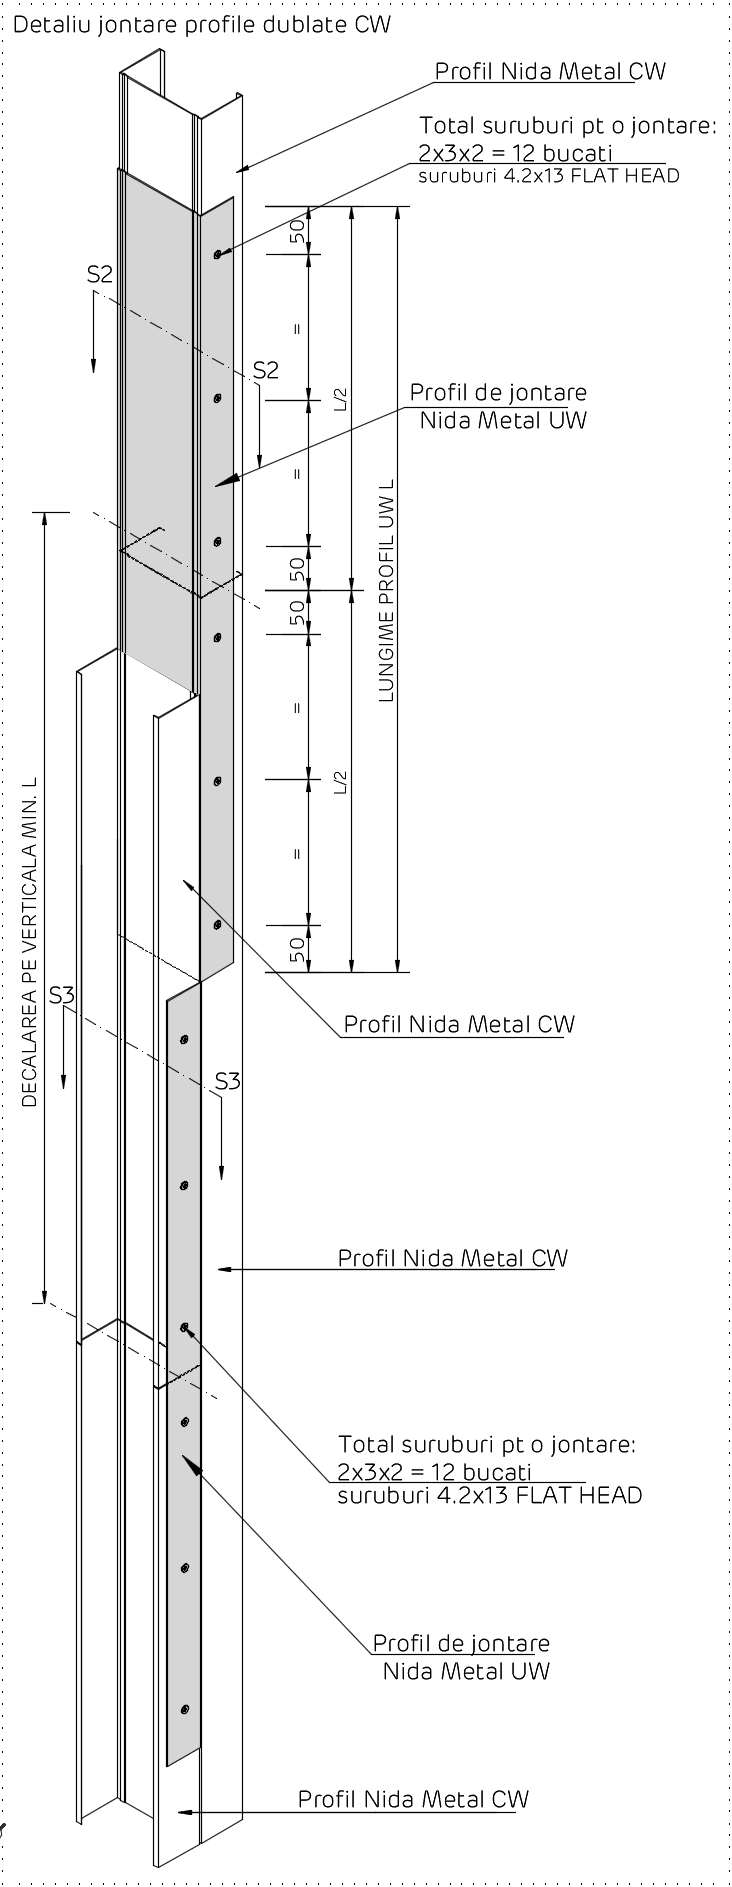 Detaliu jontare profile dublate CW
Profil Nida Metal CW
Total suruburi pt o jontare:
2x3x2 = 12 bucati
suruburi 4.2x13 FLAT HEAD
50
S2
=
S2
L/2
Profil de jontare
Nida Metal UW
=
LUNGIME PROFIL UW L
50
50
=
L/2
DECALAREA PE VERTICALA MIN. L
=
50
S3
Profil Nida Metal CW
S3
Profil Nida Metal CW
Total suruburi pt o jontare:
2x3x2 = 12 bucati
suruburi 4.2x13 FLAT HEAD
Profil de jontare
Nida Metal UW
Profil Nida Metal CW